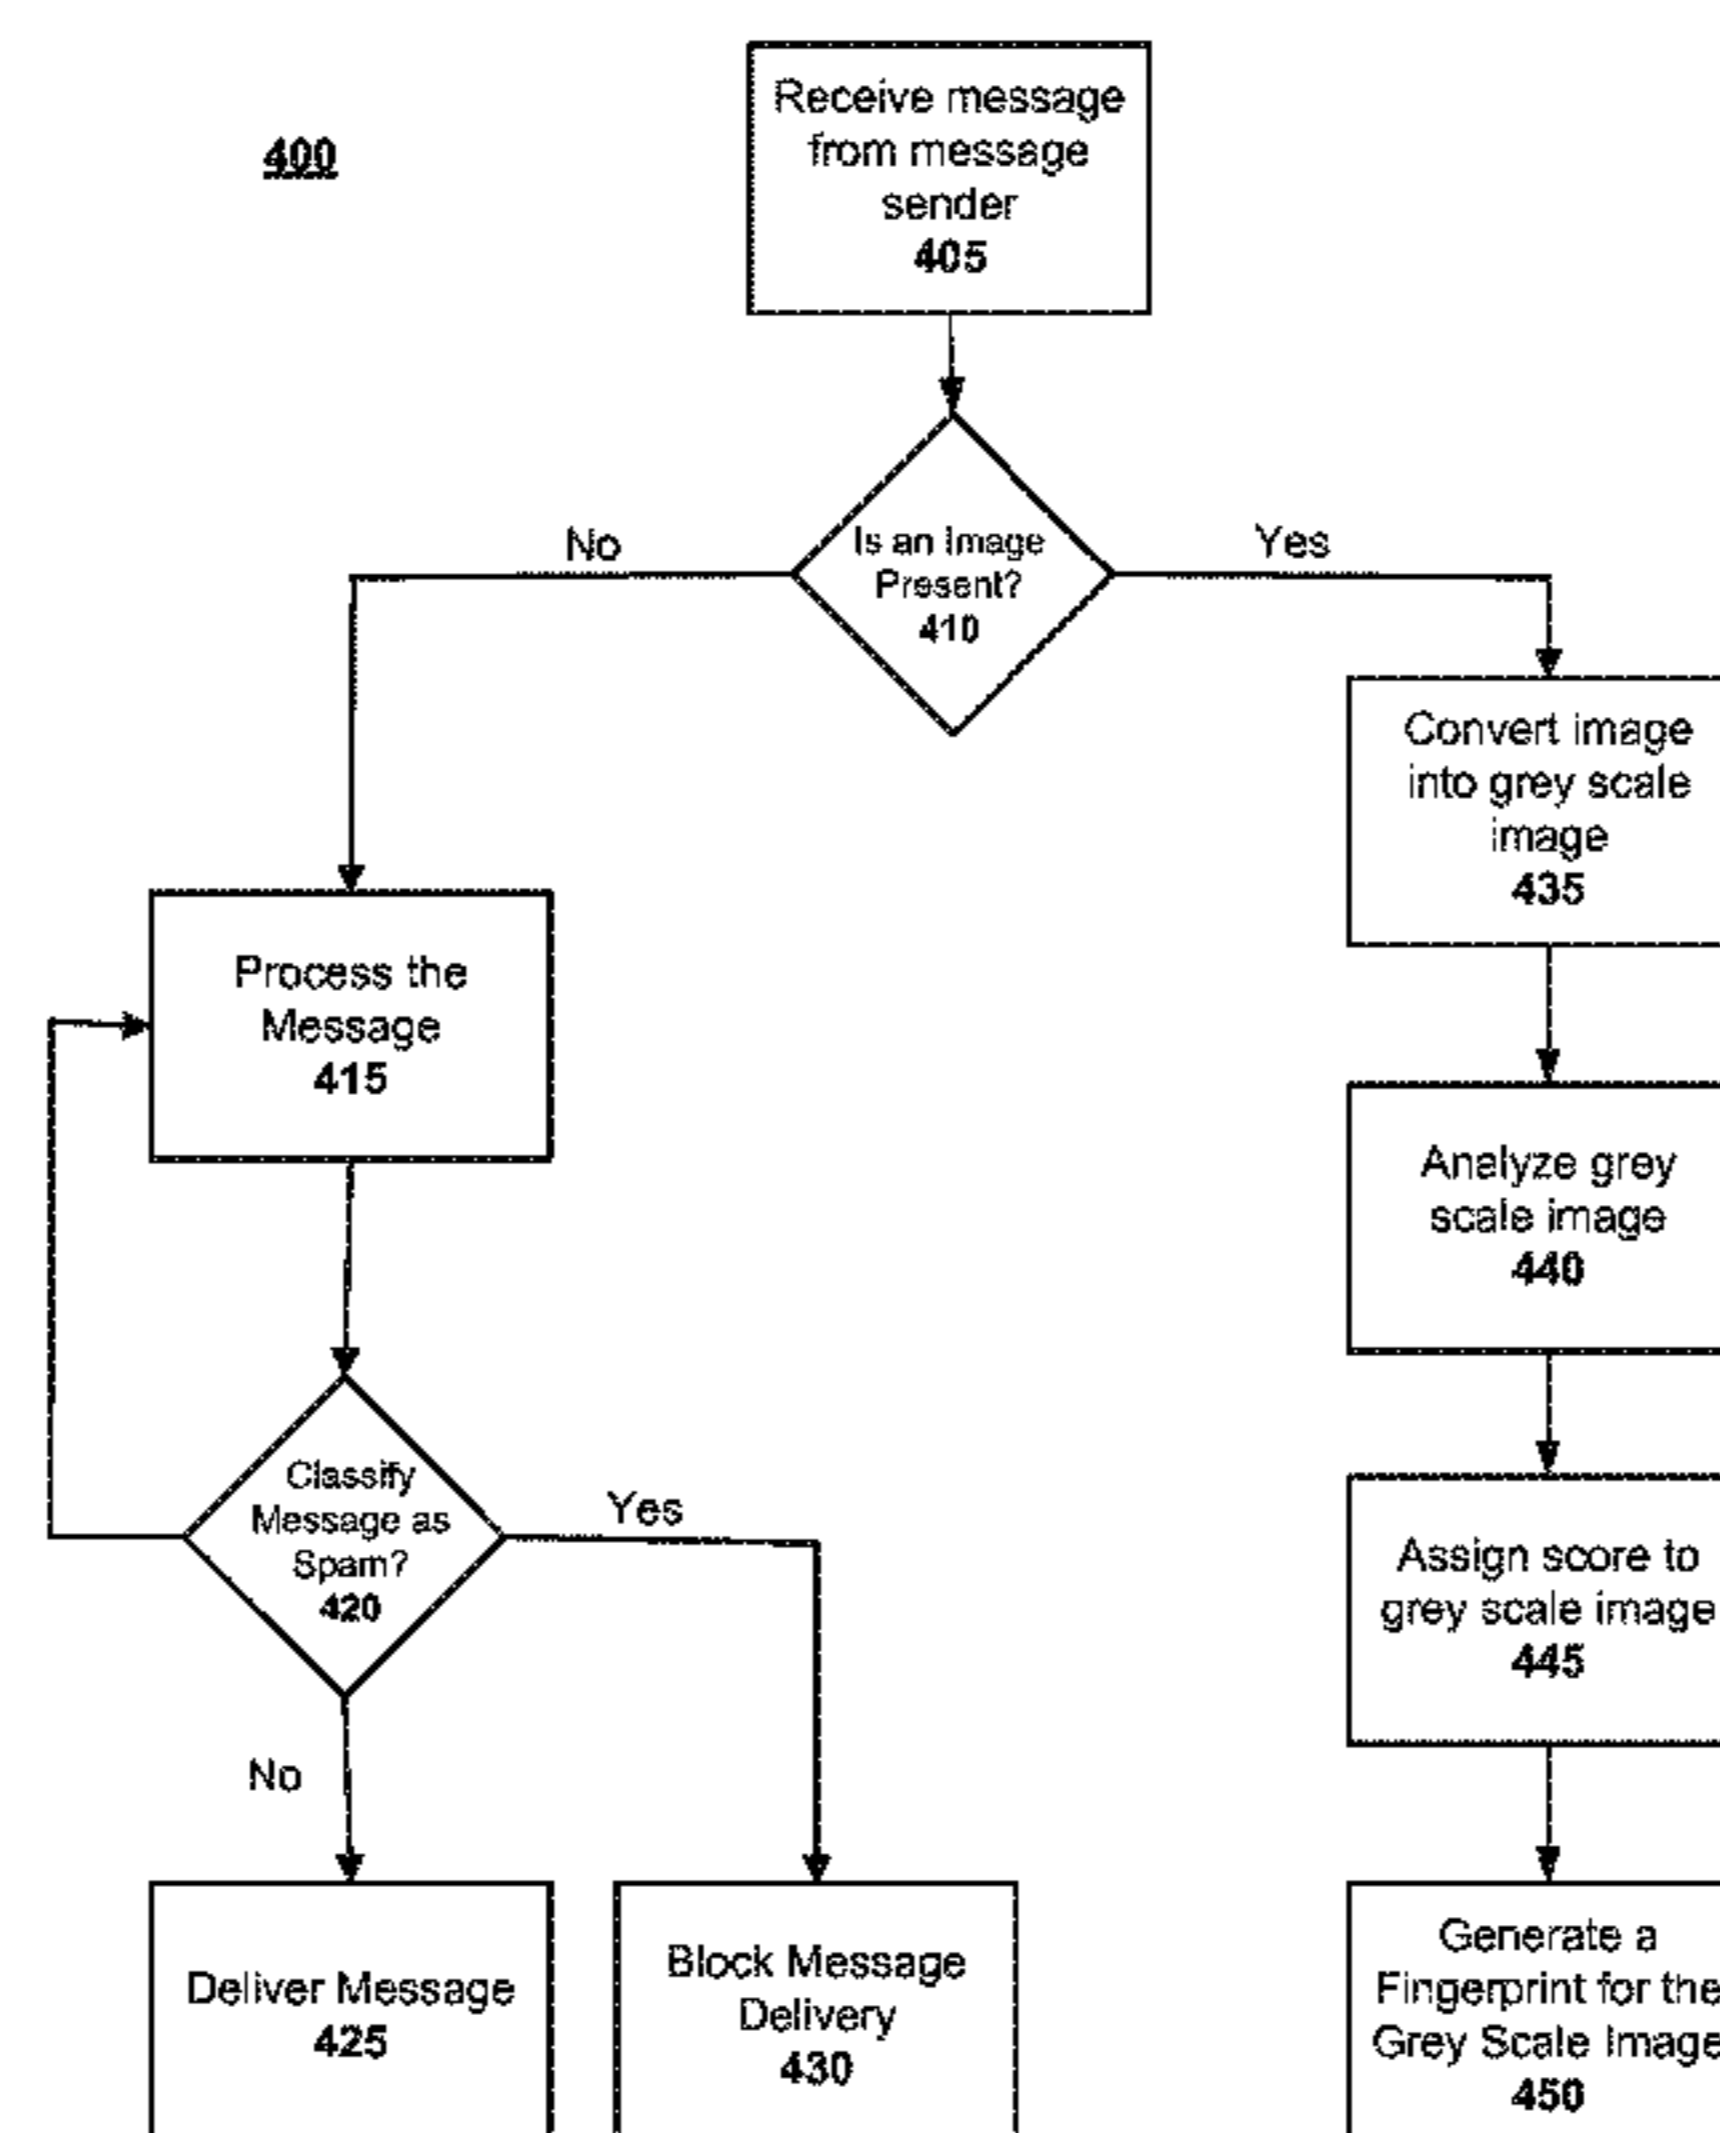 400
Receive message
from message
sender
405
Is an Image
Present?
410
No
Yes
Convert image
into grey scale
image
435
Process the
Message
415
Analyze grey
scale image
440
Classify
Message as
Spam?
420
Yes
No
Assign score to
grey scale image
445
Deliver Message
425
Block Message
Delivery
430
Generate a
Fingerprint for the
Grey Scale Image
450